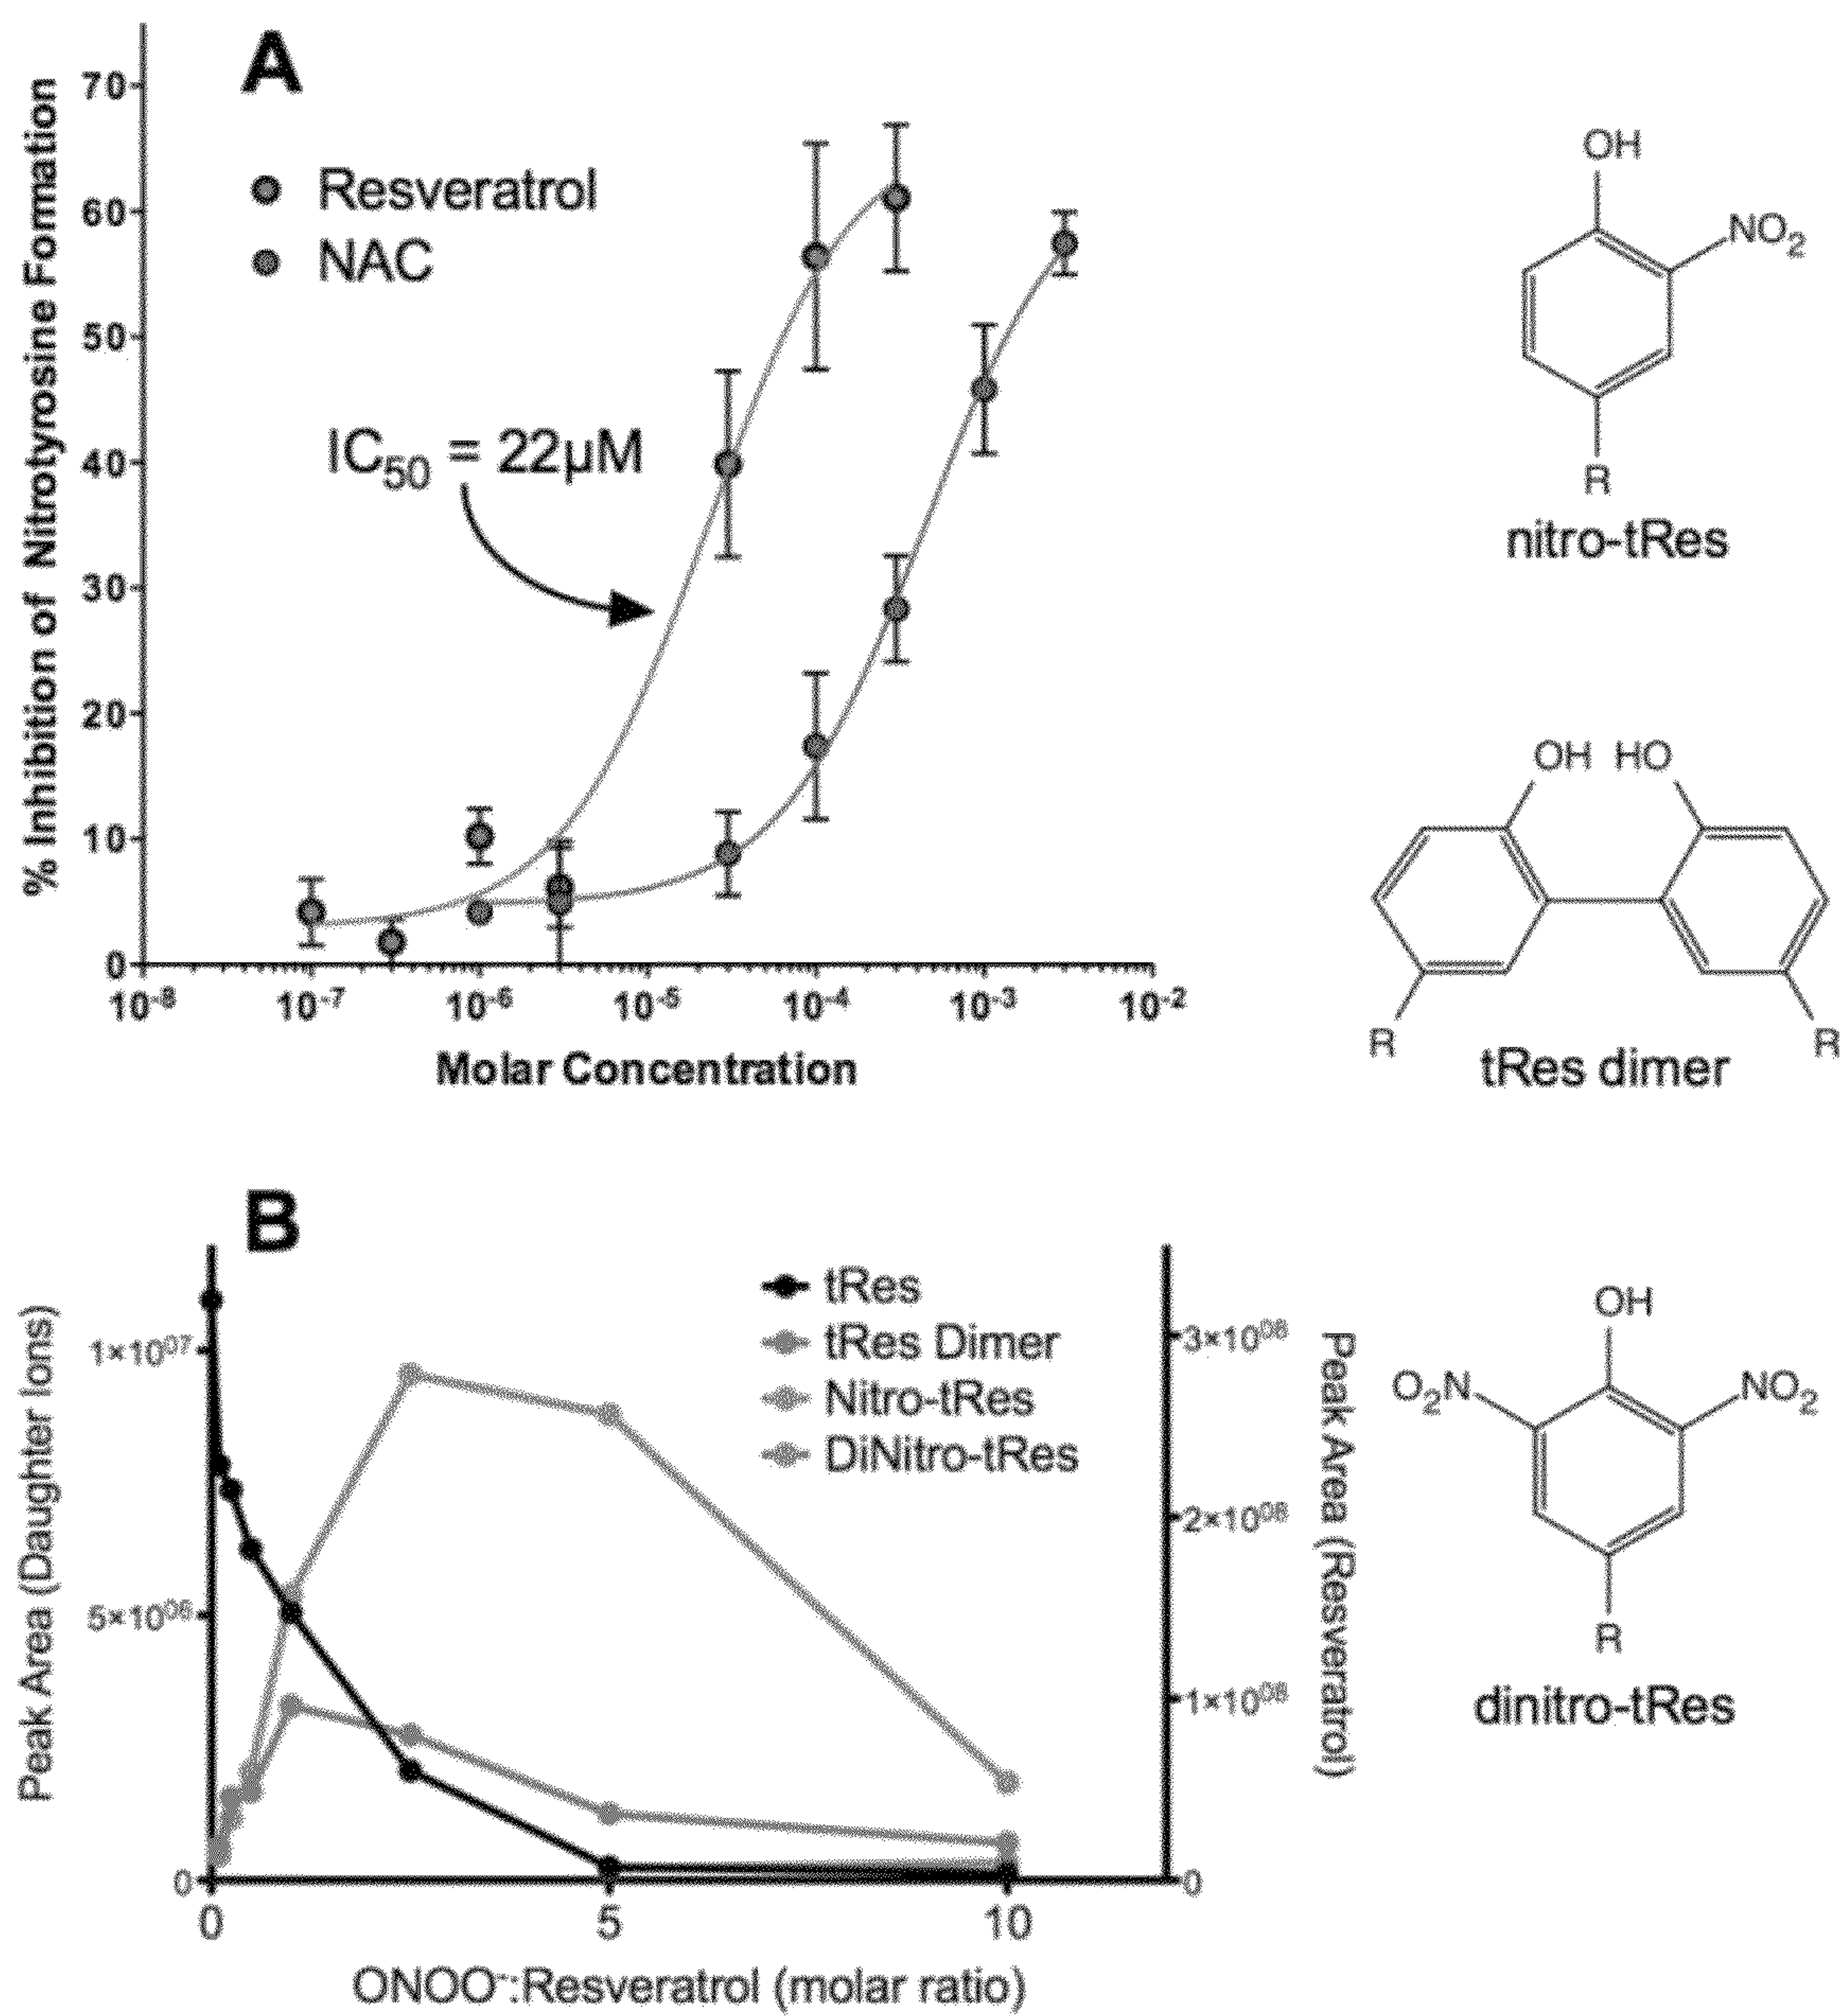 A
% Inhibition of Nitrotyrosine Formation
70
60
50
40
30
20
10
0
Resveratrol
NAC
IC50 = 22µM
10-8 10-7 10-6 10-5 10-4 10-3 10-2
Molar Concentration
OH
NO2
R
nitro-tRes
OH HO
R R
tRes dimer
B
Peak Area (Daughter Ions)
1×10^07
5×10^06
0
tRes
tRes Dimer
Nitro-tRes
DiNitro-tRes
3×10^08
2×10^08
1×10^08
0
Peak Area (Resveratrol)
0 5 10
ONOO-:Resveratrol (molar ratio)
OH
O2N NO2
R
dinitro-tRes